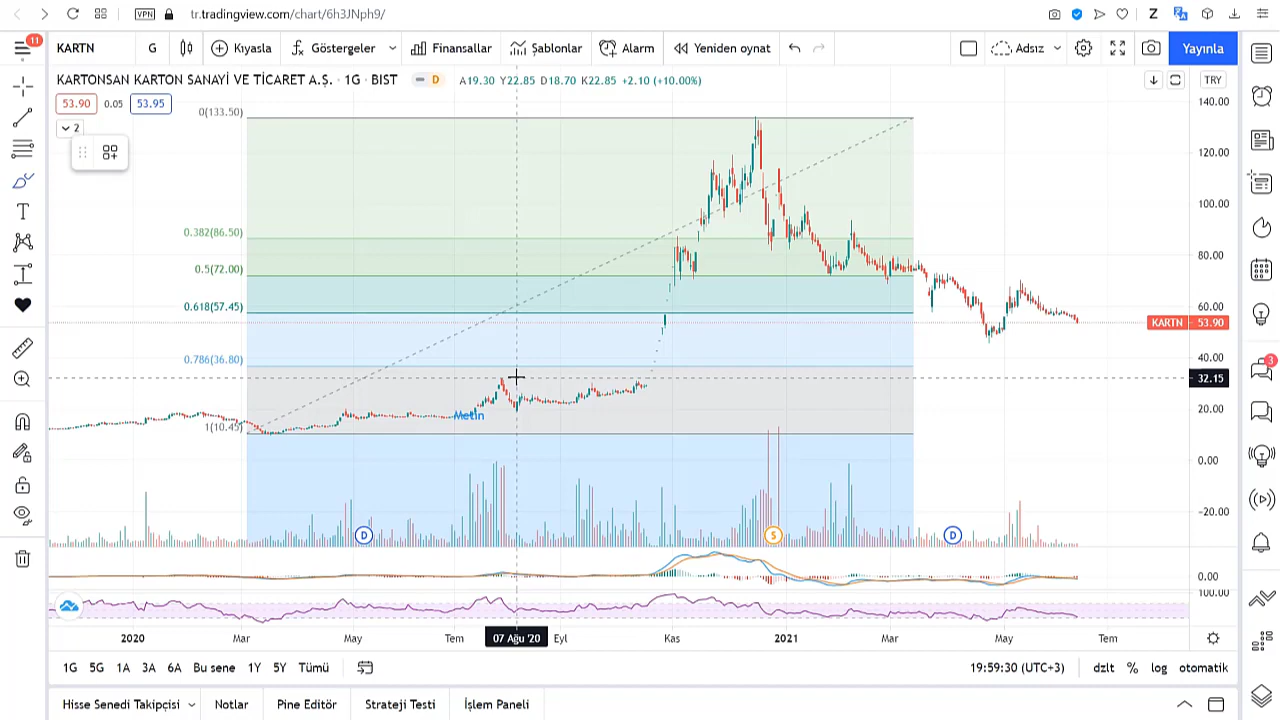 VPN
tr.tradingview.com/chart/6h3JNph9/
Z
11
KARTN
G
Kıyasla
Göstergeler
Finansallar
Şablonlar
Alarm
Yeniden oynat
Adsız
Yayınla
KARTONSAN KARTON SANAYİ VE TİCARET A.Ş. · 1G · BIST
D
A19.30 Y22.85 D18.70 K22.85 +2.10 (+10.00%)
TRY
53.90
0.05
53.95
2
140.00
120.00
100.00
80.00
60.00
KARTN 53.90
40.00
32.15
20.00
0.00
−20.00
0.00
100.00
0(133.50)
0.382(86.50)
0.5(72.00)
0.618(57.45)
0.786(36.80)
1(10.45)
Metin
D
S
D
3
2020
Mar
May
Tem
07 Ağu '20
Eyl
Kas
2021
Mar
May
Tem
1G 5G 1A 3A 6A Bu sene 1Y 5Y Tümü
19:59:30 (UTC+3)
dzlt % log otomatik
Hisse Senedi Takipçisi
Notlar
Pine Editör
Strateji Testi
İşlem Paneli
T